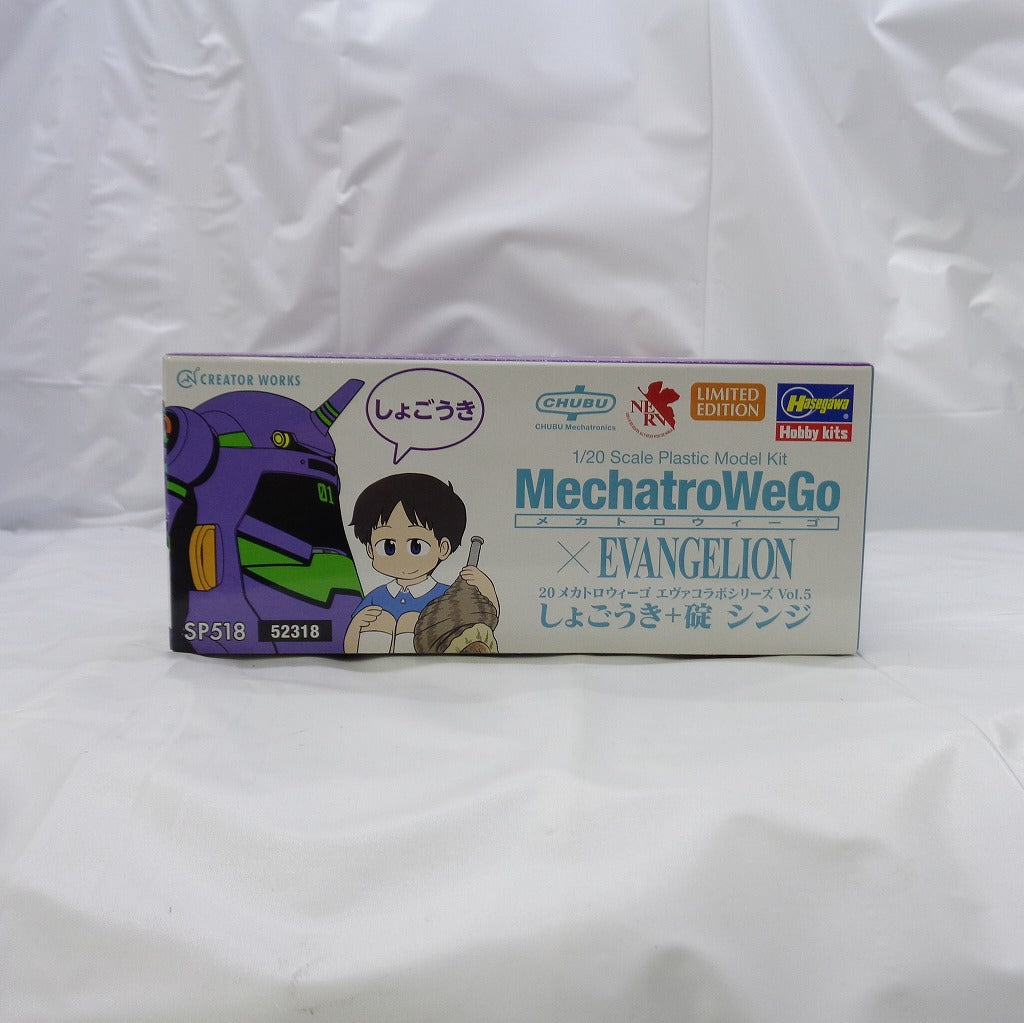 CREATOR WORKS
しょごうき
CHUBU
CHUBU Mechatronics
NERV
LIMITED
EDITION
Hasegawa
Hobby kits
1/20 Scale Plastic Model Kit
MechatroWeGo
メカトロウィーゴ
×EVANGELION
20 メカトロウィーゴ エヴァコラボシリーズ Vol.5
しょごうき+碇 シンジ
01
SP518 52318